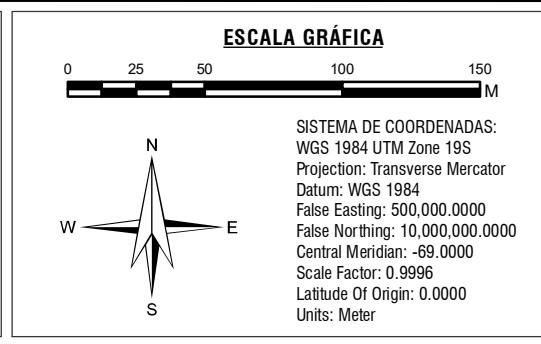 ESCALA GRÁFICA
0 25 50 100 150
M
SISTEMA DE COORDENADAS:
WGS 1984 UTM Zone 19S
Projection: Transverse Mercator
Datum: WGS 1984
False Easting: 500,000.0000
False Northing: 10,000,000.0000
Central Meridian: -69.0000
Scale Factor: 0.9996
Latitude Of Origin: 0.0000
Units: Meter
N
W E
S